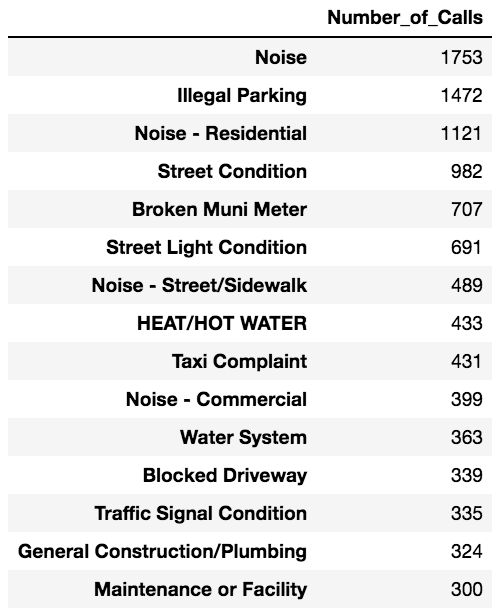 Number_of_Calls
Noise 1753
Illegal Parking 1472
Noise - Residential 1121
Street Condition 982
Broken Muni Meter 707
Street Light Condition 691
Noise - Street/Sidewalk 489
HEAT/HOT WATER 433
Taxi Complaint 431
Noise - Commercial 399
Water System 363
Blocked Driveway 339
Traffic Signal Condition 335
General Construction/Plumbing 324
Maintenance or Facility 300